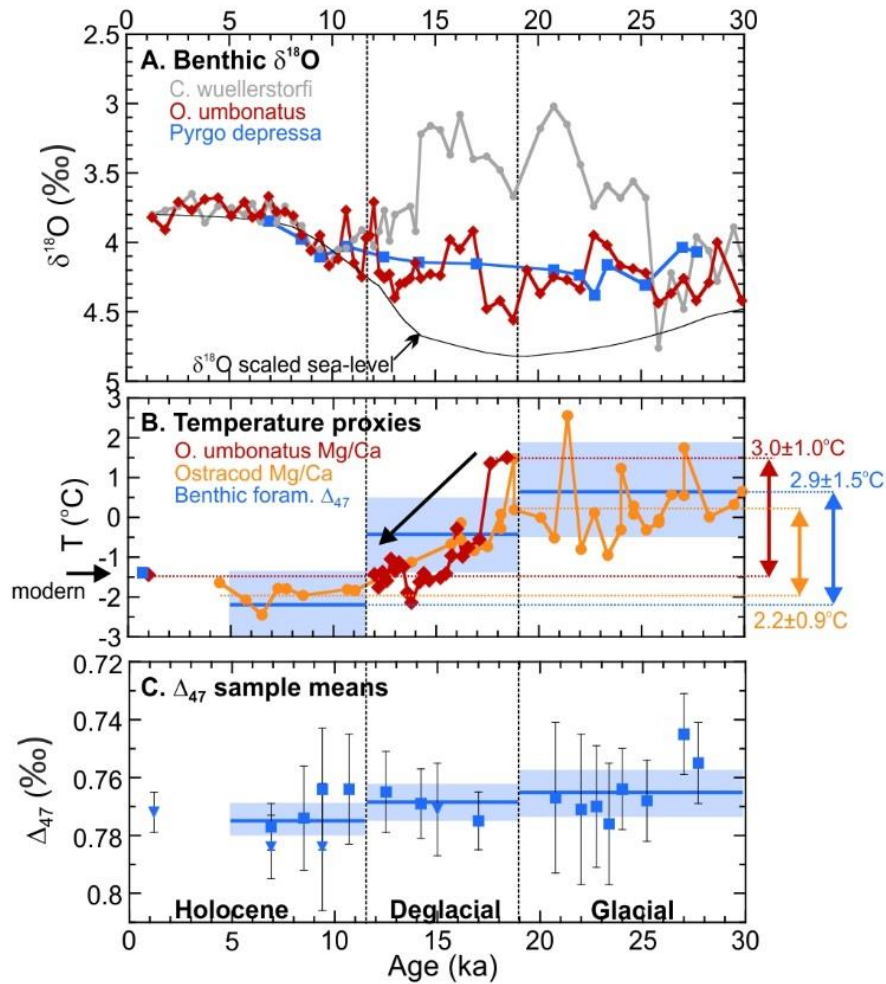 0 5 10 15 20 25 30
2.5
A. Benthic δ¹⁸O
C. wuellerstorfi
3
O. umbonatus
Pyrgo depressa
3.5
δ¹⁸O (‰)
4
4.5
δ¹⁸O scaled sea-level
5
3
B. Temperature proxies
2
O. umbonatus Mg/Ca
3.0±1.0°C
Ostracod Mg/Ca
2.9±1.5°C
1
Benthic foram. Δ₄₇
T (°C)
0
-1
modern
-2
2.2±0.9°C
-3
0.72
C. Δ₄₇ sample means
0.74
Δ₄₇ (‰)
0.76
0.78
0.8
Holocene Deglacial Glacial
0 5 10 15 20 25 30
Age (ka)